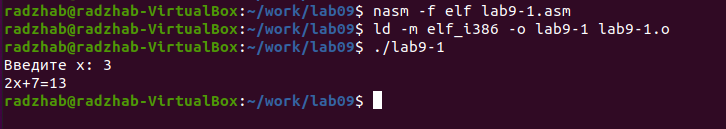 radzhab@radzhab-VirtualBox:~/work/lab09$ nasm -f elf lab9-1.asm
radzhab@radzhab-VirtualBox:~/work/lab09$ ld -m elf_i386 -o lab9-1 lab9-1.o
radzhab@radzhab-VirtualBox:~/work/lab09$ ./lab9-1
Введите x: 3
2x+7=13
radzhab@radzhab-VirtualBox:~/work/lab09$